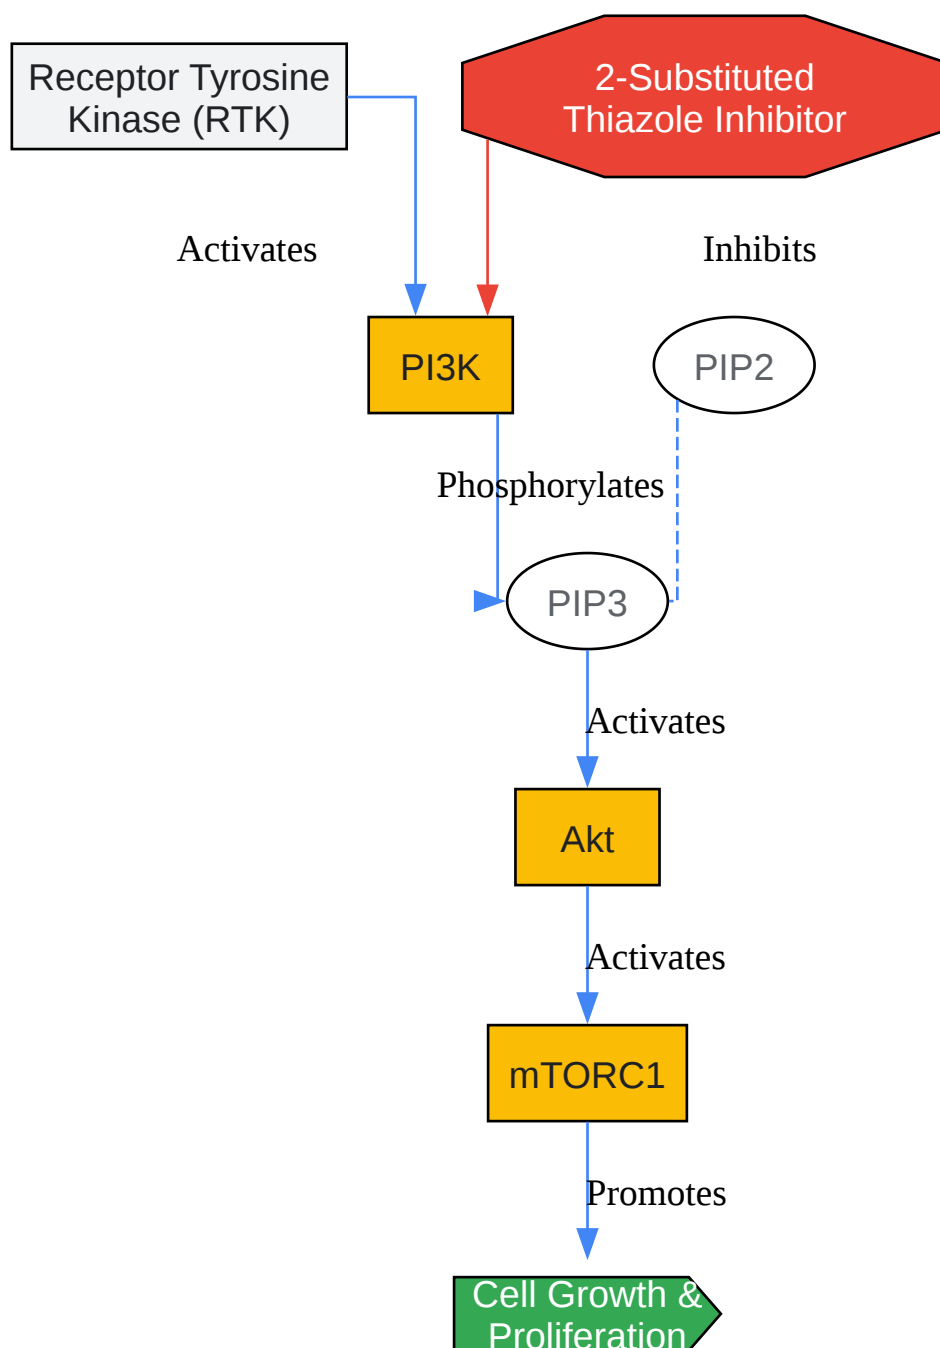 Receptor Tyrosine
Kinase (RTK)
2-Substituted
Thiazole Inhibitor
Activates
Inhibits
PI3K
PIP2
Phosphorylates
PIP3
Activates
Akt
Activates
mTORC1
Promotes
Cell Growth &
Proliferation